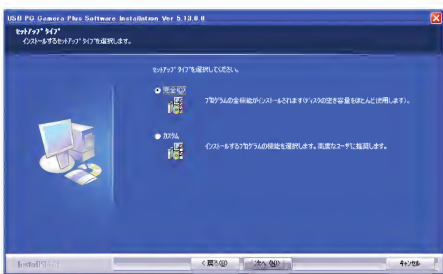 USB PC Camera Plus Software Installation Ver 5.13.0.0
セットアップ タイプ
インストールするセットアップ タイプを選択します。
セットアップ タイプを選択してください。
完全(C)
プログラムの全機能がインストールされます(ディスクの空き容量をほとんど使用します)。
カスタム
インストールするプログラムの機能を選択します。高度なユーザに推奨します。
InstallShield
< 戻る(B)
次へ(N) >
キャンセル